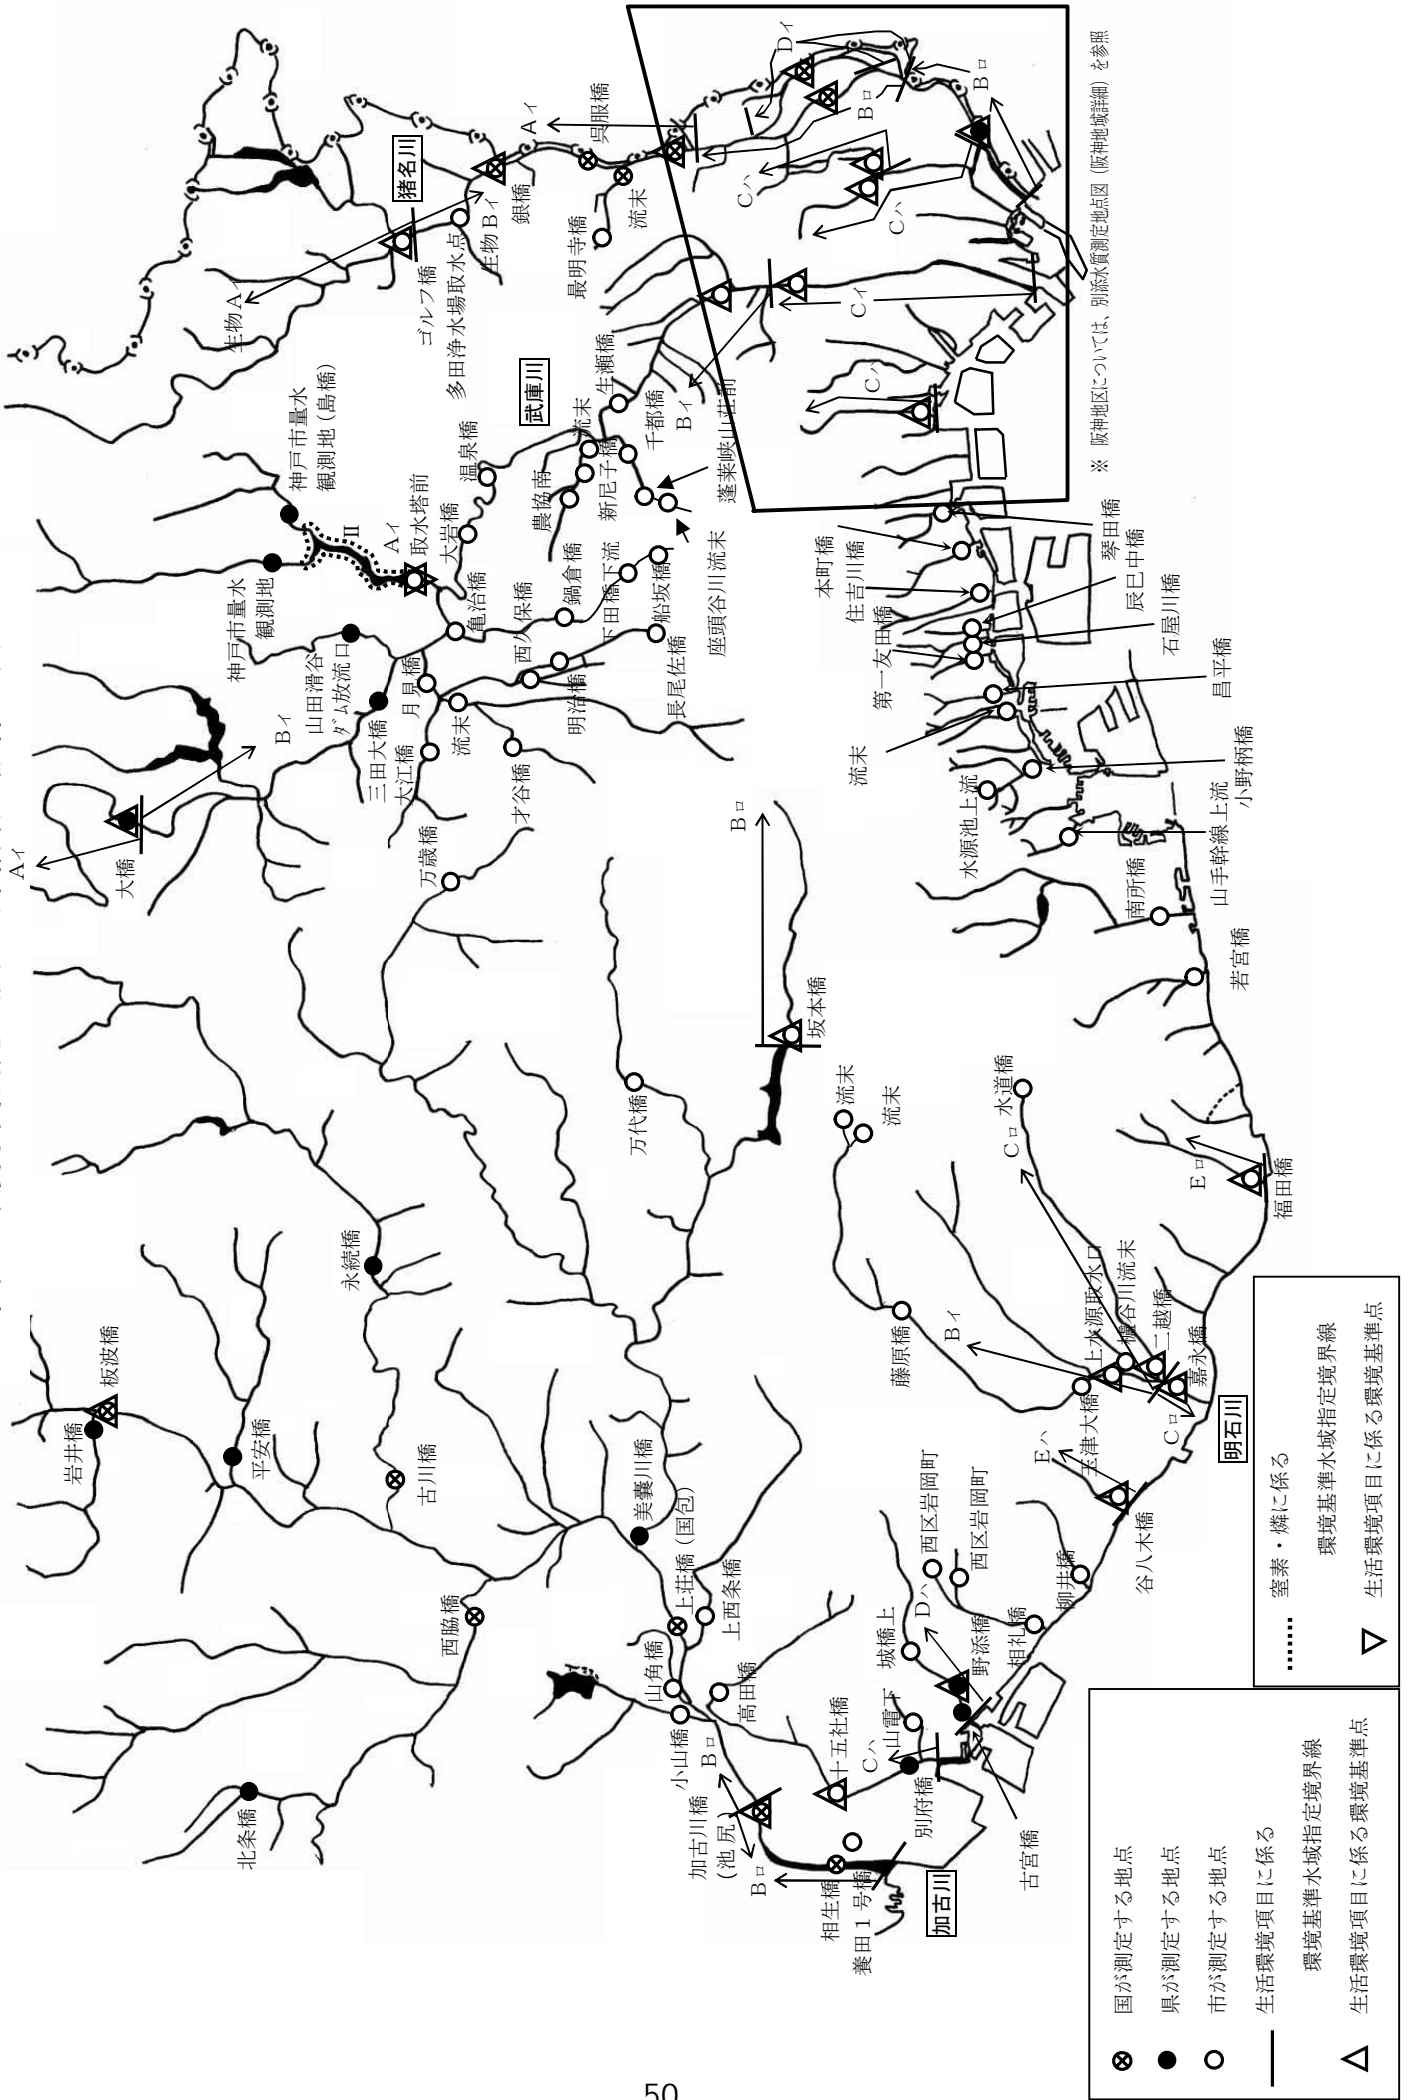 猪名川
Aイ
呉服橋
銀橋
生物Bイ
多田浄水場取水点
ゴルフ橋
生物Aイ
最明寺橋
流末
Dイ
Bロ
Bロ
Cハ
Cハ
Cイ
Cハ
Bイ
※ 阪神地区については、別添水質測定地点図(阪神地域詳細)を参照
武庫川
生瀬橋
流末
千都橋
新尼子橋
農協南
蓬莱峡山荘前
座頭谷川流末
温泉橋
大岩橋
取水塔前
Aイ
II
神戸市量水
観測地(島橋)
神戸市量水
観測地
亀治橋
西久保橋
鍋倉橋
下田橋下流
船坂橋
長尾佐橋
明治橋
月見橋
山田滑谷
ダム放流口
三田大橋
大江橋
流末
才谷橋
万歳橋
Bイ
Aイ
大橋
本町橋
住吉川橋
第一友田橋
琴田橋
辰巳中橋
石屋川橋
昌平橋
流末
小野柄橋
水源池上流
山手幹線上流
南所橋
若宮橋
Bロ
坂本橋
万代橋
流末
流末
水道橋
Cロ
Eロ
福田橋
永続橋
板波橋
岩井橋
平安橋
古川橋
美嚢川橋
上荘橋(国包)
上西条橋
西脇橋
山角橋
小山橋
高田橋
北条橋
藤原橋
Bイ
上水源取水口
櫨谷川流末
二越橋
嘉永橋
玉津大橋
Cロ
明石川
Eハ
谷八木橋
西区岩岡町
西区岩岡町
柳井橋
相礼橋
Dハ
城橋上
野添橋
山電下
Cハ
十五社橋
別府橋
古宮橋
Bロ
加古川橋
(池尻)
Bロ
相生橋
養田1号橋
加古川
窒素・燐に係る
環境基準水域指定境界線
生活環境項目に係る環境基準点
国が測定する地点
県が測定する地点
市が測定する地点
生活環境項目に係る
環境基準水域指定境界線
生活環境項目に係る環境基準点
50